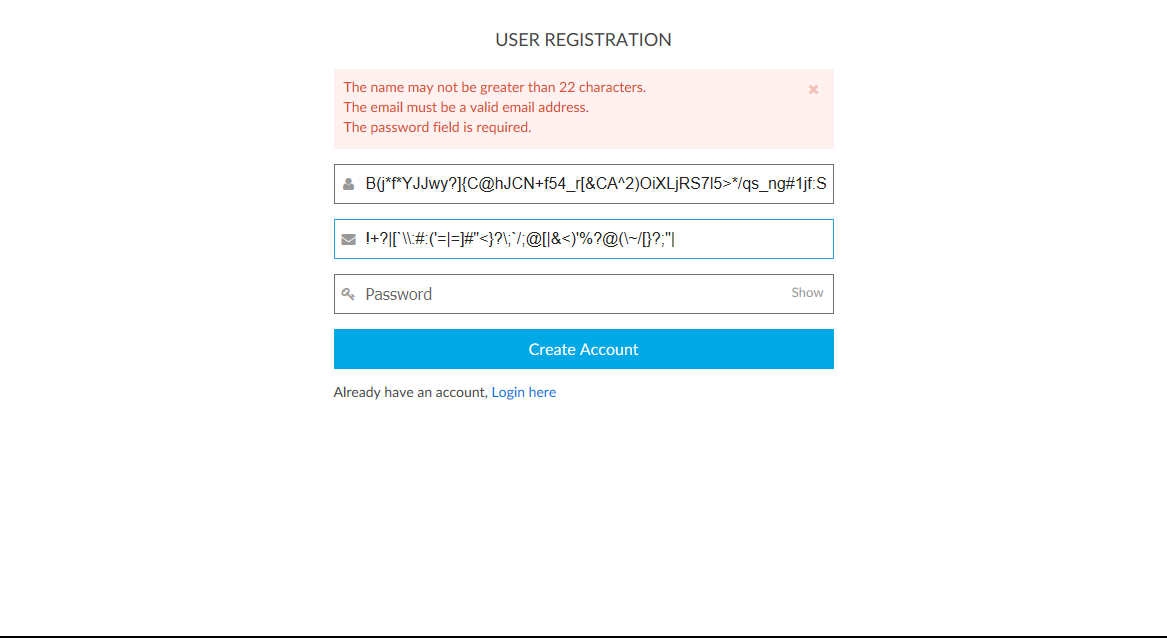 USER REGISTRATION
The name may not be greater than 22 characters.
The email must be a valid email address.
The password field is required.
B(j*f*YJJwy?]{C@hJCN+f54_r[&CA^2)OiXLjRS7l5>*/qs_ng#1jf:S
!+?|[`\\:#:('=|=]#"<}?\;`/;@[|&<)'%?@(\~/[}?;"|
Password Show
Create Account
Already have an account, Login here